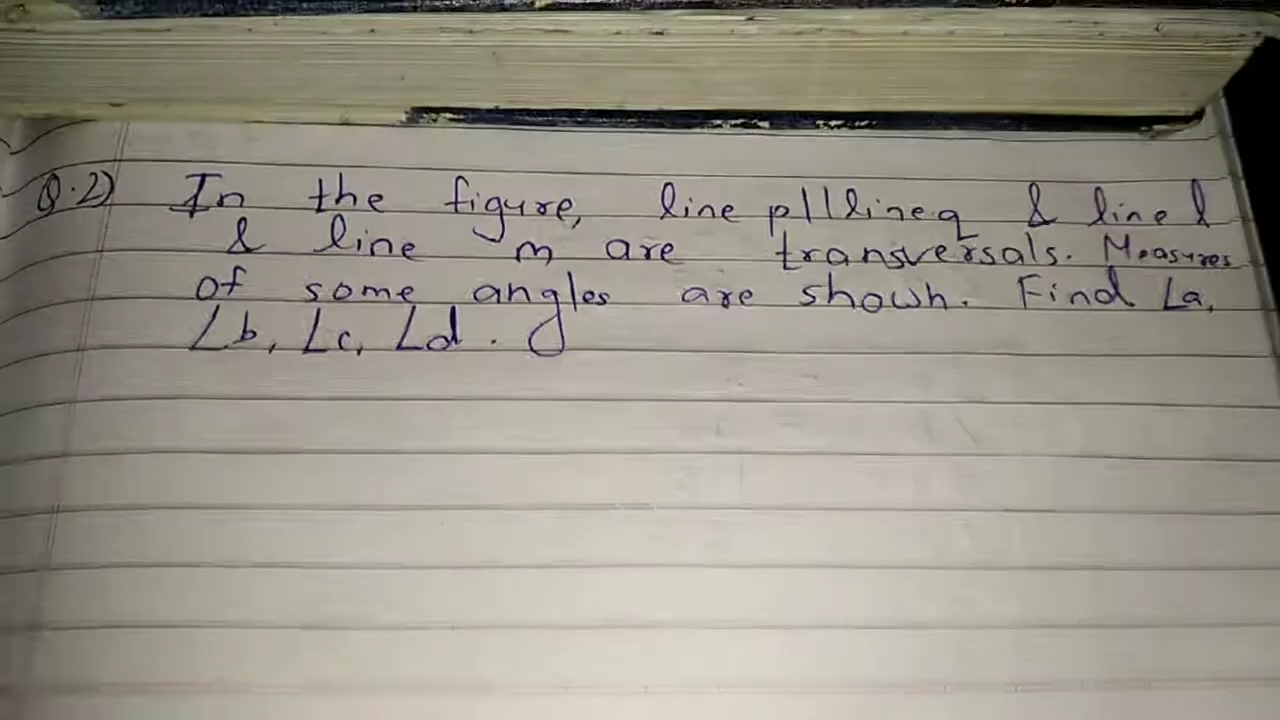 Q.2) In the figure, line p||line q & line l
& line m are transversals. Measures
of some angles are shown. Find ∠a,
∠b, ∠c, ∠d.